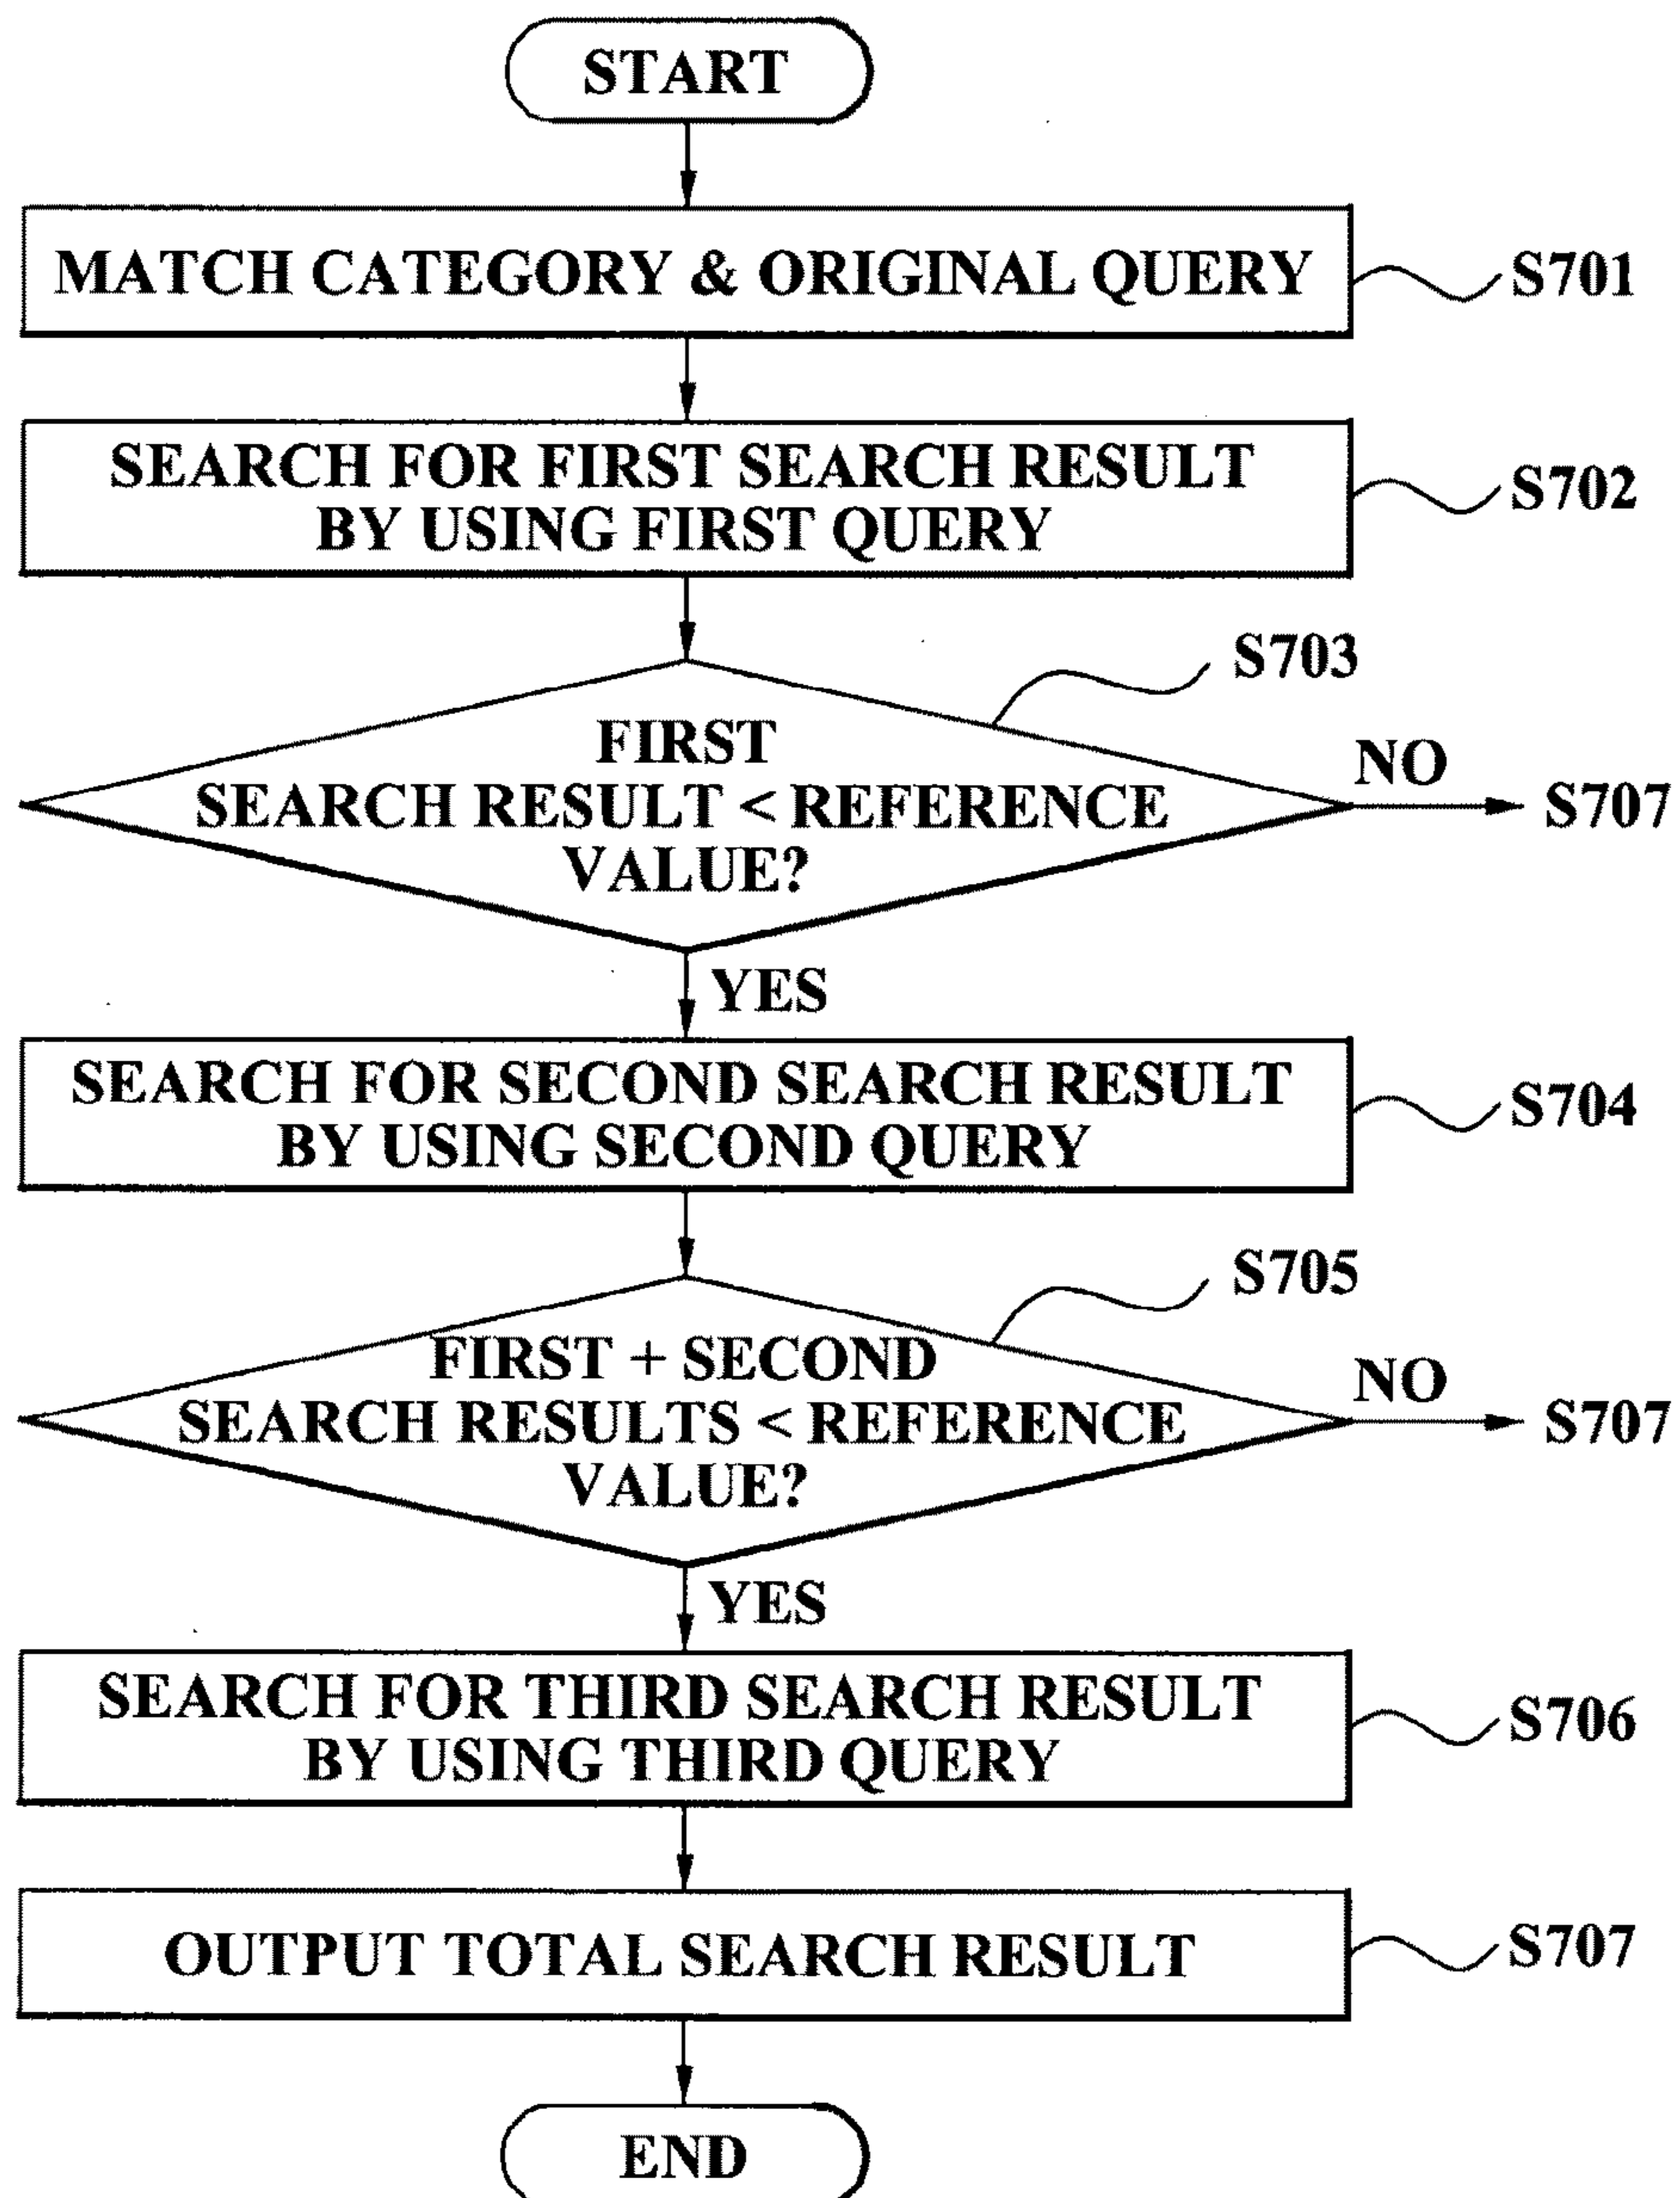 START
MATCH CATEGORY & ORIGINAL QUERY
S701
SEARCH FOR FIRST SEARCH RESULT
BY USING FIRST QUERY
S702
S703
FIRST
SEARCH RESULT < REFERENCE
VALUE?
NO
S707
YES
SEARCH FOR SECOND SEARCH RESULT
BY USING SECOND QUERY
S704
S705
FIRST + SECOND
SEARCH RESULTS < REFERENCE
VALUE?
NO
S707
YES
SEARCH FOR THIRD SEARCH RESULT
BY USING THIRD QUERY
S706
OUTPUT TOTAL SEARCH RESULT
S707
END